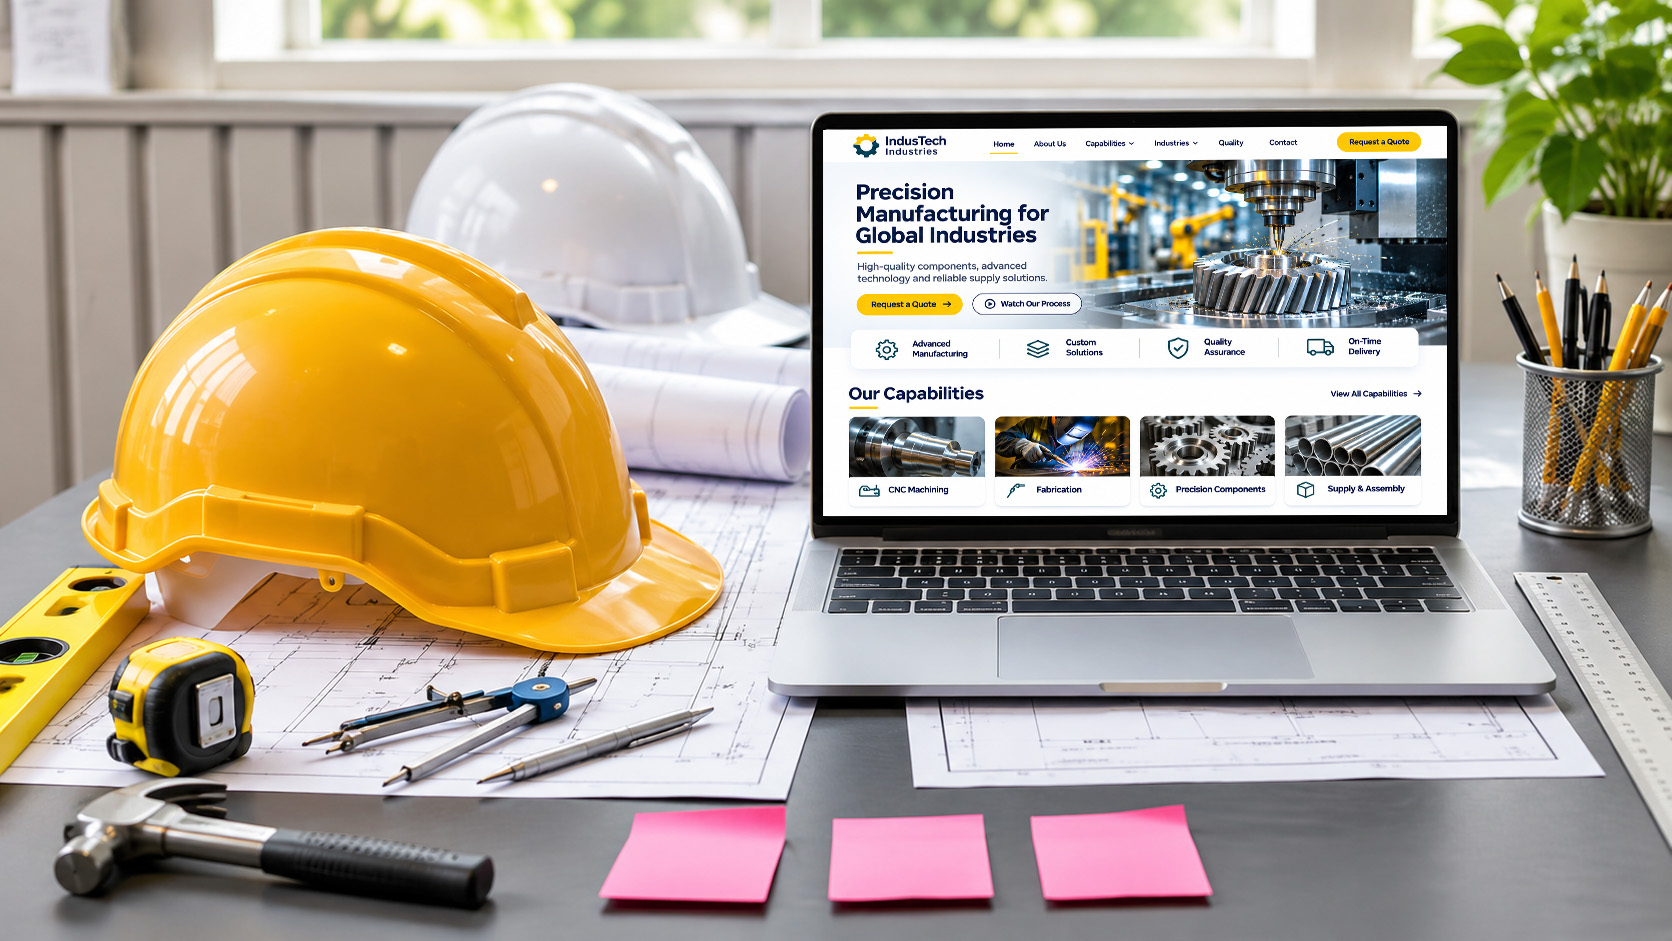 IndusTech
Industries
Home
About Us
Capabilities
Industries
Quality
Contact
Request a Quote
Precision
Manufacturing for
Global Industries
High-quality components, advanced
technology and reliable supply solutions.
Request a Quote
Watch Our Process
Advanced
Manufacturing
Custom
Solutions
Quality
Assurance
On-Time
Delivery
Our Capabilities
View All Capabilities
CNC Machining
Fabrication
Precision Components
Supply & Assembly